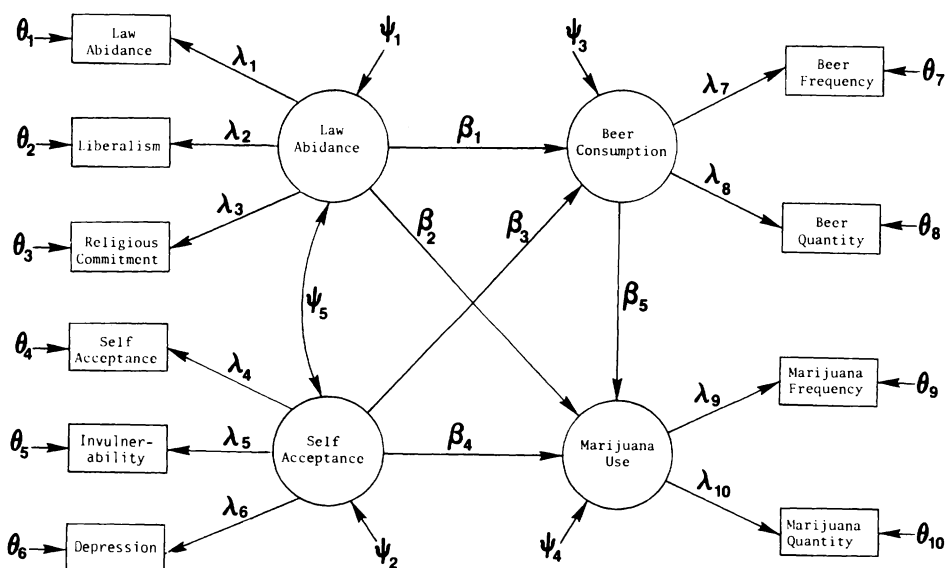 θ1
Law
Abidance
λ1
ψ1
ψ3
Beer
Frequency
θ7
λ7
θ2
Liberalism
λ2
Law
Abidance
β1
Beer
Consumption
λ8
θ3
Religious
Commitment
λ3
β2
β3
Beer
Quantity
θ8
ψ5
β5
θ4
Self
Acceptance
λ4
Marijuana
Frequency
θ9
λ9
θ5
Invulner-
ability
λ5
Self
Acceptance
β4
Marijuana
Use
λ10
θ6
Depression
λ6
ψ2
ψ4
Marijuana
Quantity
θ10